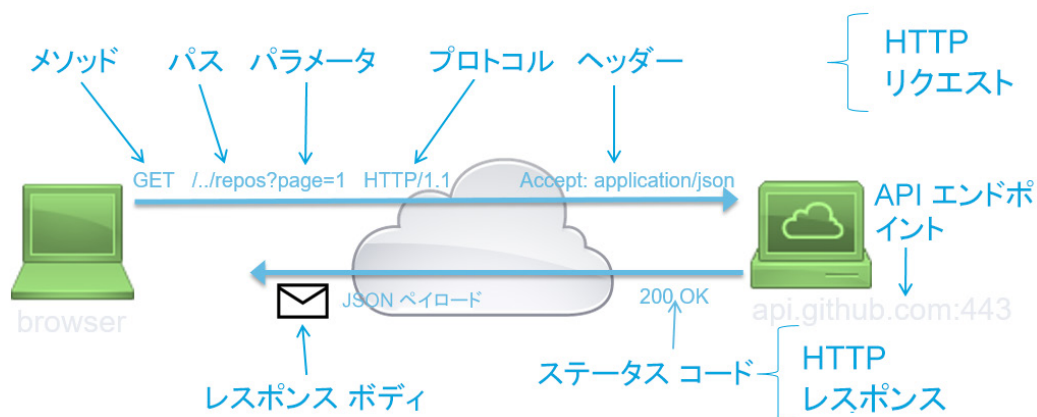 HTTP
リクエスト
メソッド パス パラメータ プロトコル ヘッダー
GET /../repos?page=1 HTTP/1.1 Accept: application/json
API エンドポ
イント
JSON ペイロード 200 OK
browser
api.github.com:443
ステータス コード
HTTP
レスポンス
レスポンス ボディ